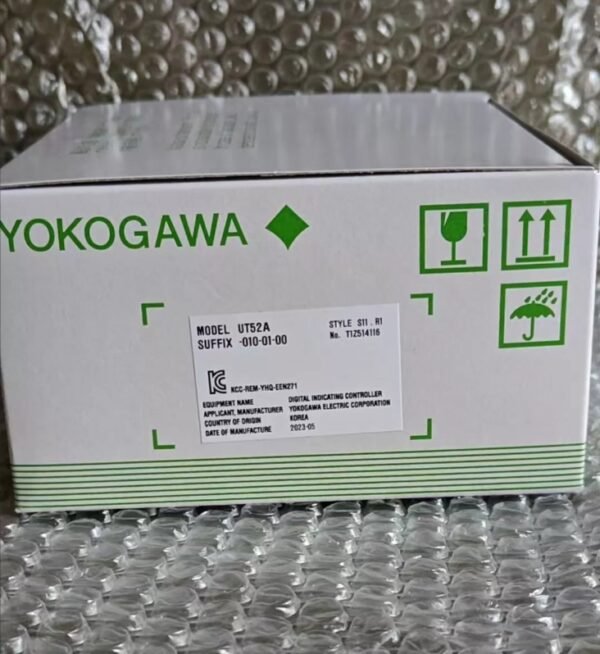 YOKOGAWA
MODEL UT52A
SUFFIX -010-01-00
STYLE S11 . R1
No. T1Z514116
KCC-REM-YHQ-EEN271
EQUIPMENT NAME DIGITAL INDICATING CONTROLLER
APPLICANT, MANUFACTURER YOKOGAWA ELECTRIC CORPORATION
COUNTRY OF ORIGIN KOREA
DATE OF MANUFACTURE 2023-05